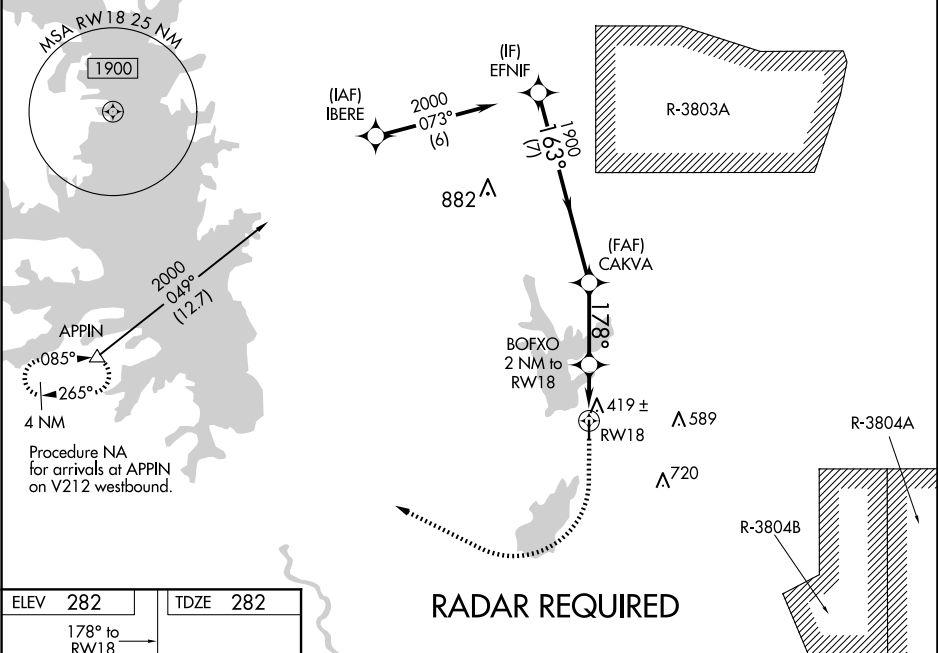 MSA RW18 25 NM
1900
(IAF)
IBERE
2000
073°
(6)
(IF)
EFNIF
1900
163°
(7)
R-3803A
882
(FAF)
CAKVA
178°
BOFXO
2 NM to
RW18
419 ±
RW18
589
720
2000
049°
(12.7)
APPIN
085°
265°
4 NM
Procedure NA
for arrivals at APPIN
on V212 westbound.
R-3804A
R-3804B
RADAR REQUIRED
ELEV 282
TDZE 282
178° to
RW18